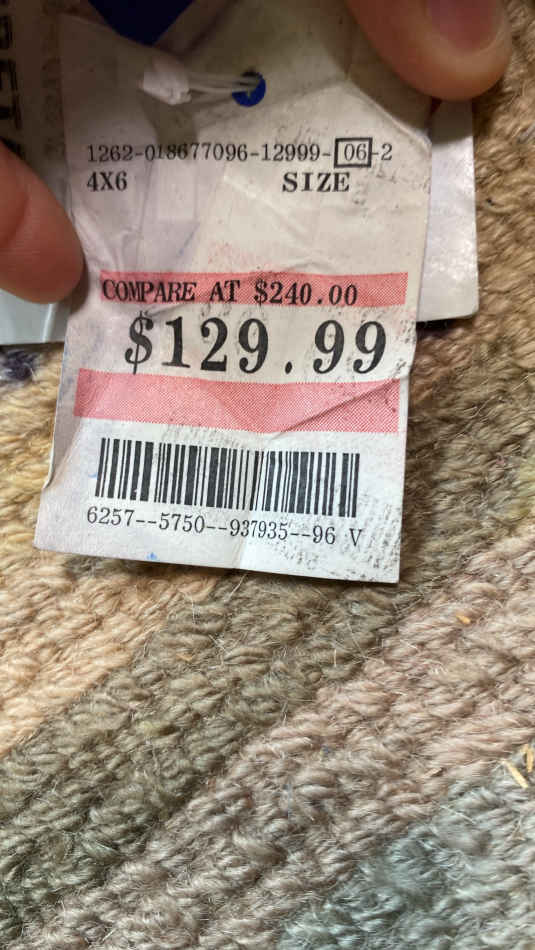 1262-018677096-12999-06-2
4X6 SIZE
COMPARE AT $240.00
$129.99
6257--5750--937935--96 V